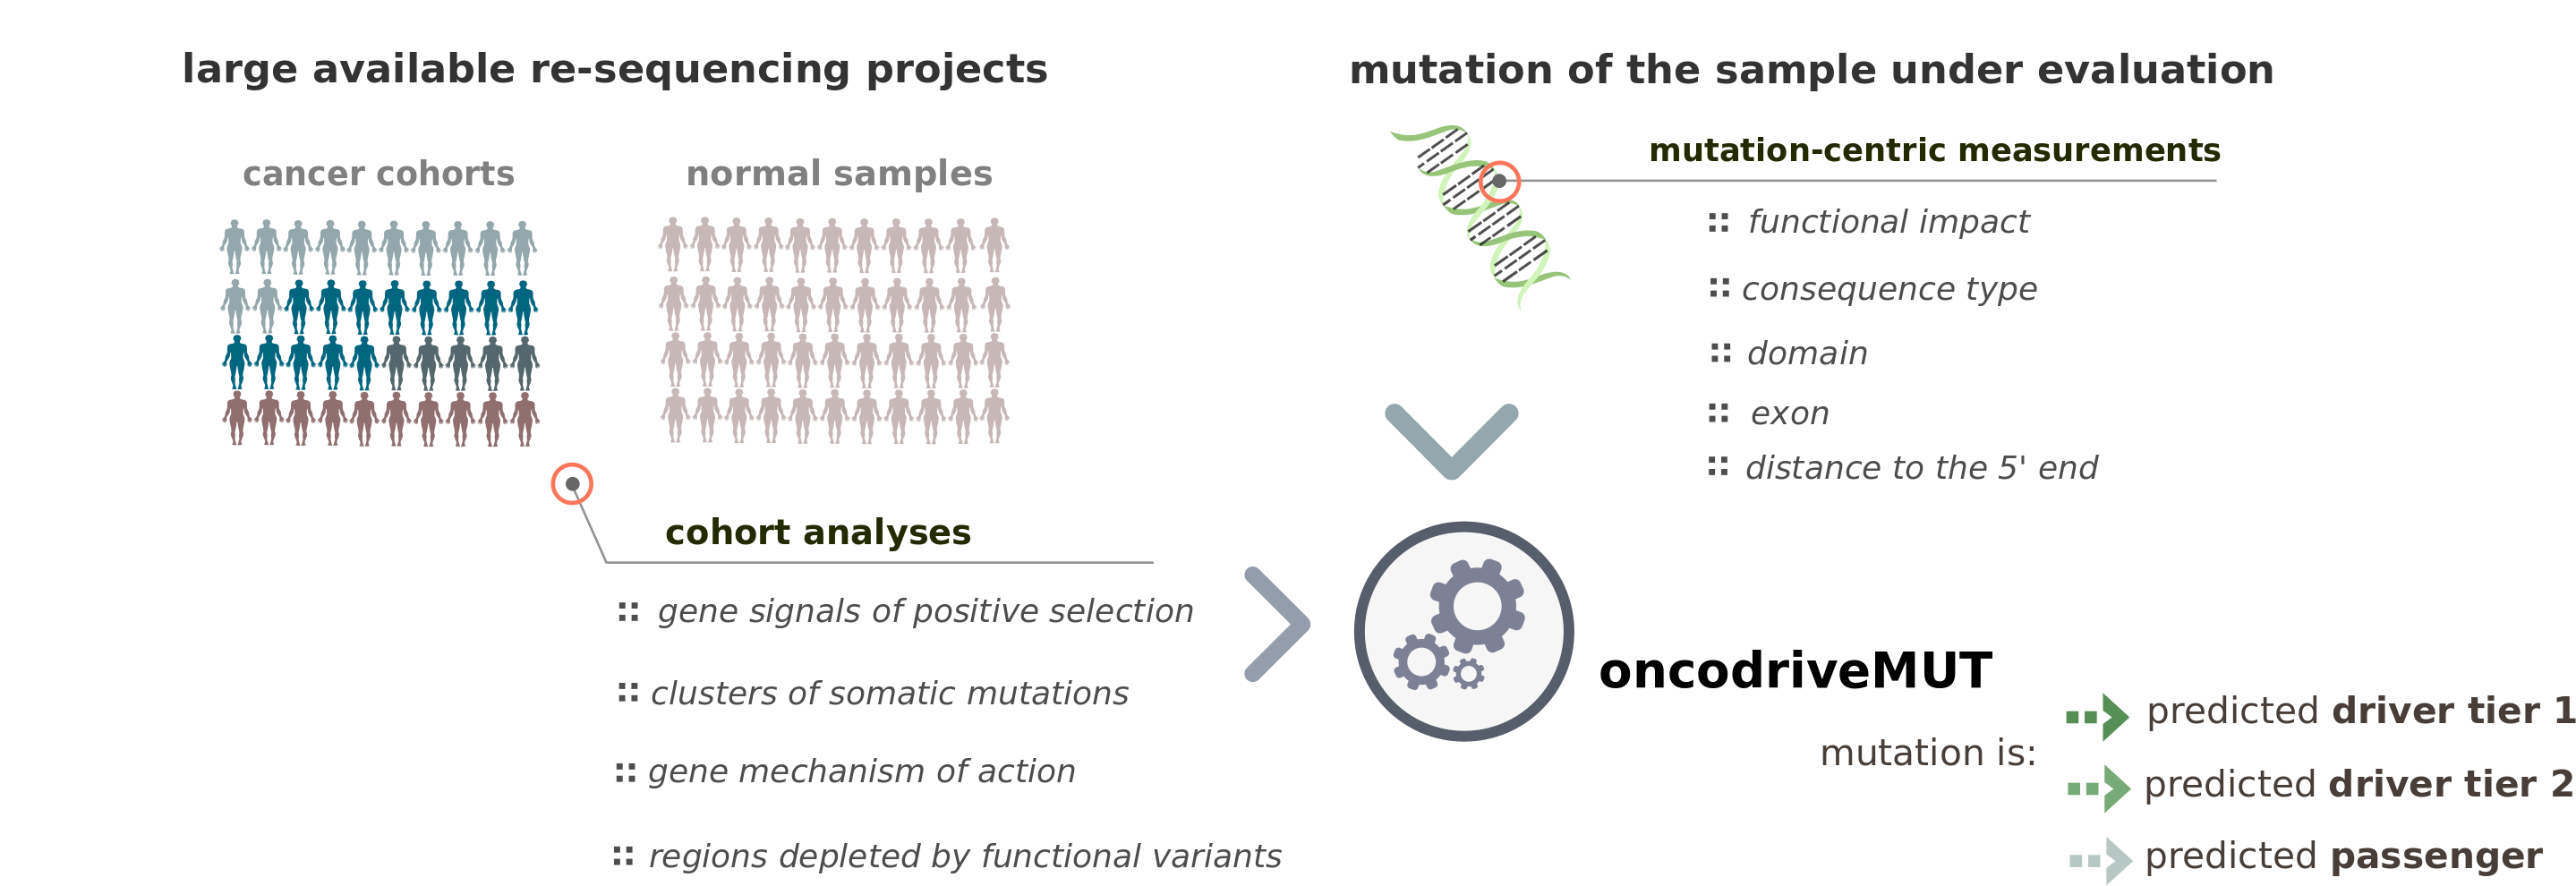 large available re-sequencing projects
cancer cohorts
normal samples
cohort analyses
gene signals of positive selection
clusters of somatic mutations
gene mechanism of action
regions depleted by functional variants
mutation of the sample under evaluation
mutation-centric measurements
functional impact
consequence type
domain
exon
distance to the 5' end
oncodriveMUT
mutation is:
predicted driver tier 1
predicted driver tier 2
predicted passenger